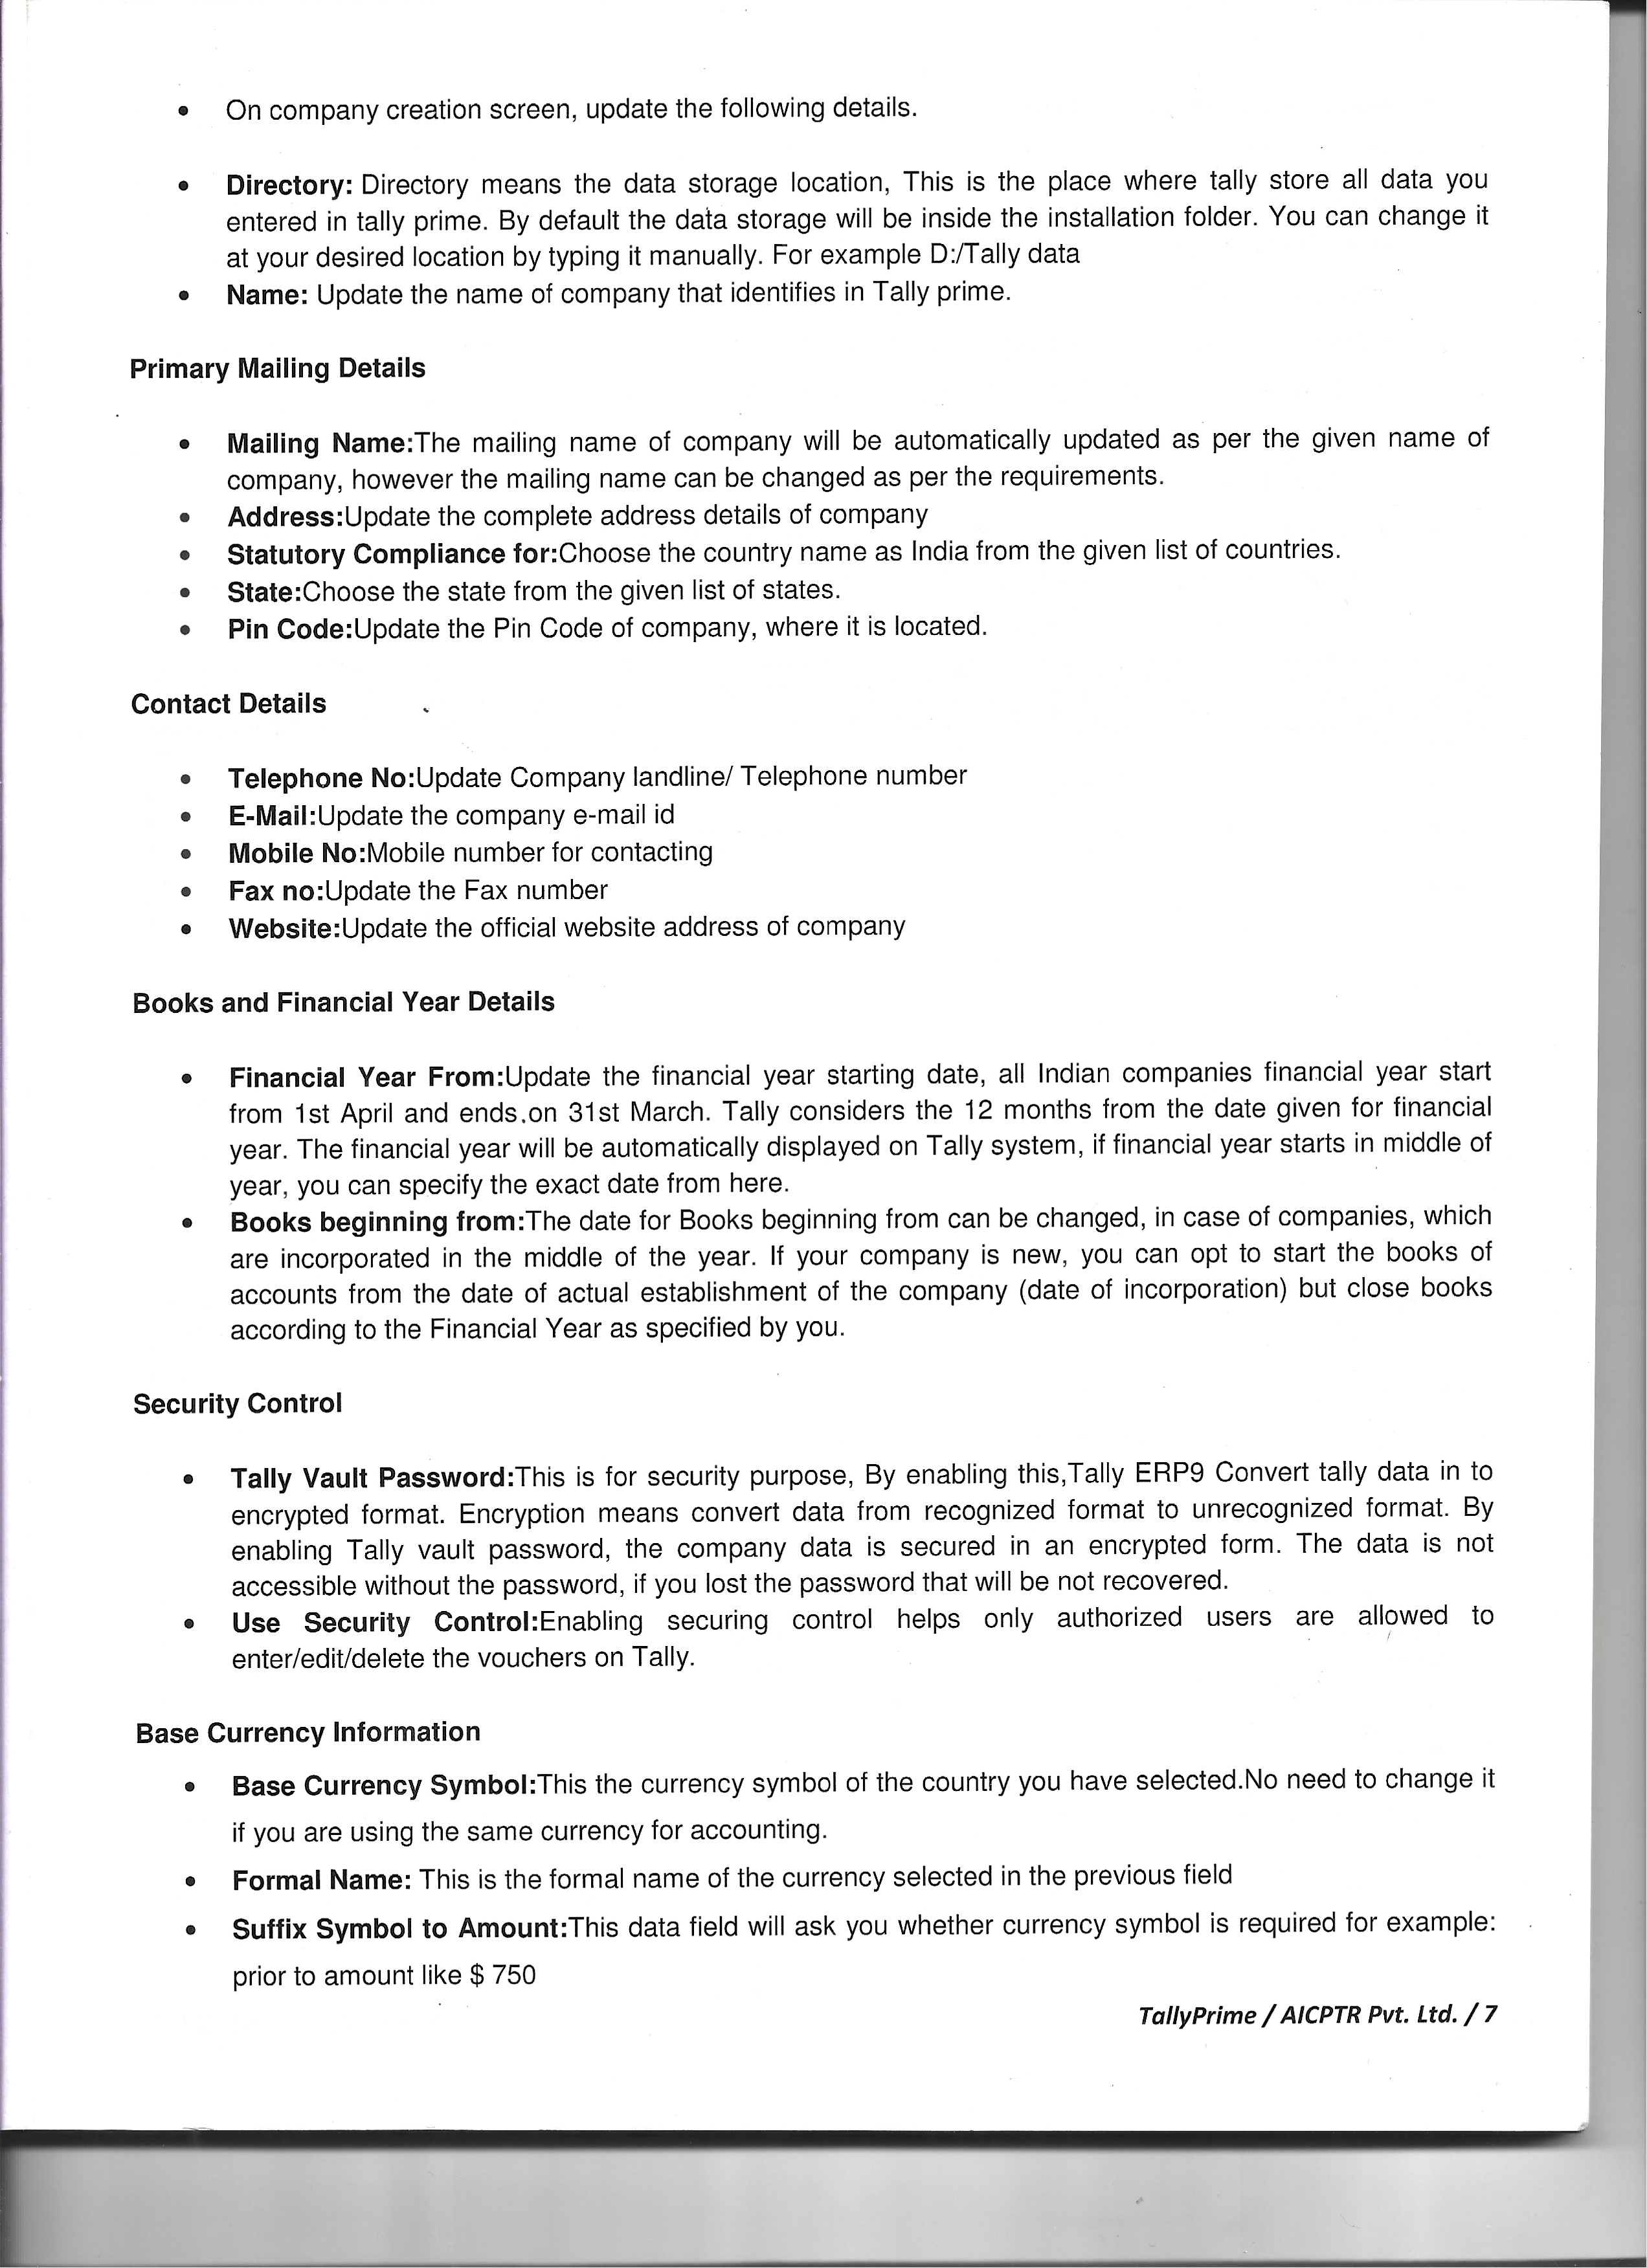 • On company creation screen, update the following details.
• Directory: Directory means the data storage location, This is the place where tally store all data you
entered in tally prime. By default the data storage will be inside the installation folder. You can change it
at your desired location by typing it manually. For example D:/Tally data
• Name: Update the name of company that identifies in Tally prime.
Primary Mailing Details
• Mailing Name:The mailing name of company will be automatically updated as per the given name of
company, however the mailing name can be changed as per the requirements.
• Address:Update the complete address details of company
• Statutory Compliance for:Choose the country name as India from the given list of countries.
• State:Choose the state from the given list of states.
• Pin Code:Update the Pin Code of company, where it is located.
Contact Details
• Telephone No:Update Company landline/ Telephone number
• E-Mail:Update the company e-mail id
• Mobile No:Mobile number for contacting
• Fax no:Update the Fax number
• Website:Update the official website address of company
Books and Financial Year Details
• Financial Year From:Update the financial year starting date, all Indian companies financial year start
from 1st April and ends on 31st March. Tally considers the 12 months from the date given for financial
year. The financial year will be automatically displayed on Tally system, if financial year starts in middle of
year, you can specify the exact date from here.
• Books beginning from:The date for Books beginning from can be changed, in case of companies, which
are incorporated in the middle of the year. If your company is new, you can opt to start the books of
accounts from the date of actual establishment of the company (date of incorporation) but close books
according to the Financial Year as specified by you.
Security Control
• Tally Vault Password:This is for security purpose, By enabling this,Tally ERP9 Convert tally data in to
encrypted format. Encryption means convert data from recognized format to unrecognized format. By
enabling Tally vault password, the company data is secured in an encrypted form. The data is not
accessible without the password, if you lost the password that will be not recovered.
• Use Security Control:Enabling securing control helps only authorized users are allowed to
enter/edit/delete the vouchers on Tally.
Base Currency Information
• Base Currency Symbol:This the currency symbol of the country you have selected.No need to change it
if you are using the same currency for accounting.
• Formal Name: This is the formal name of the currency selected in the previous field
• Suffix Symbol to Amount:This data field will ask you whether currency symbol is required for example:
prior to amount like $ 750
TallyPrime / AICPTR Pvt. Ltd. / 7